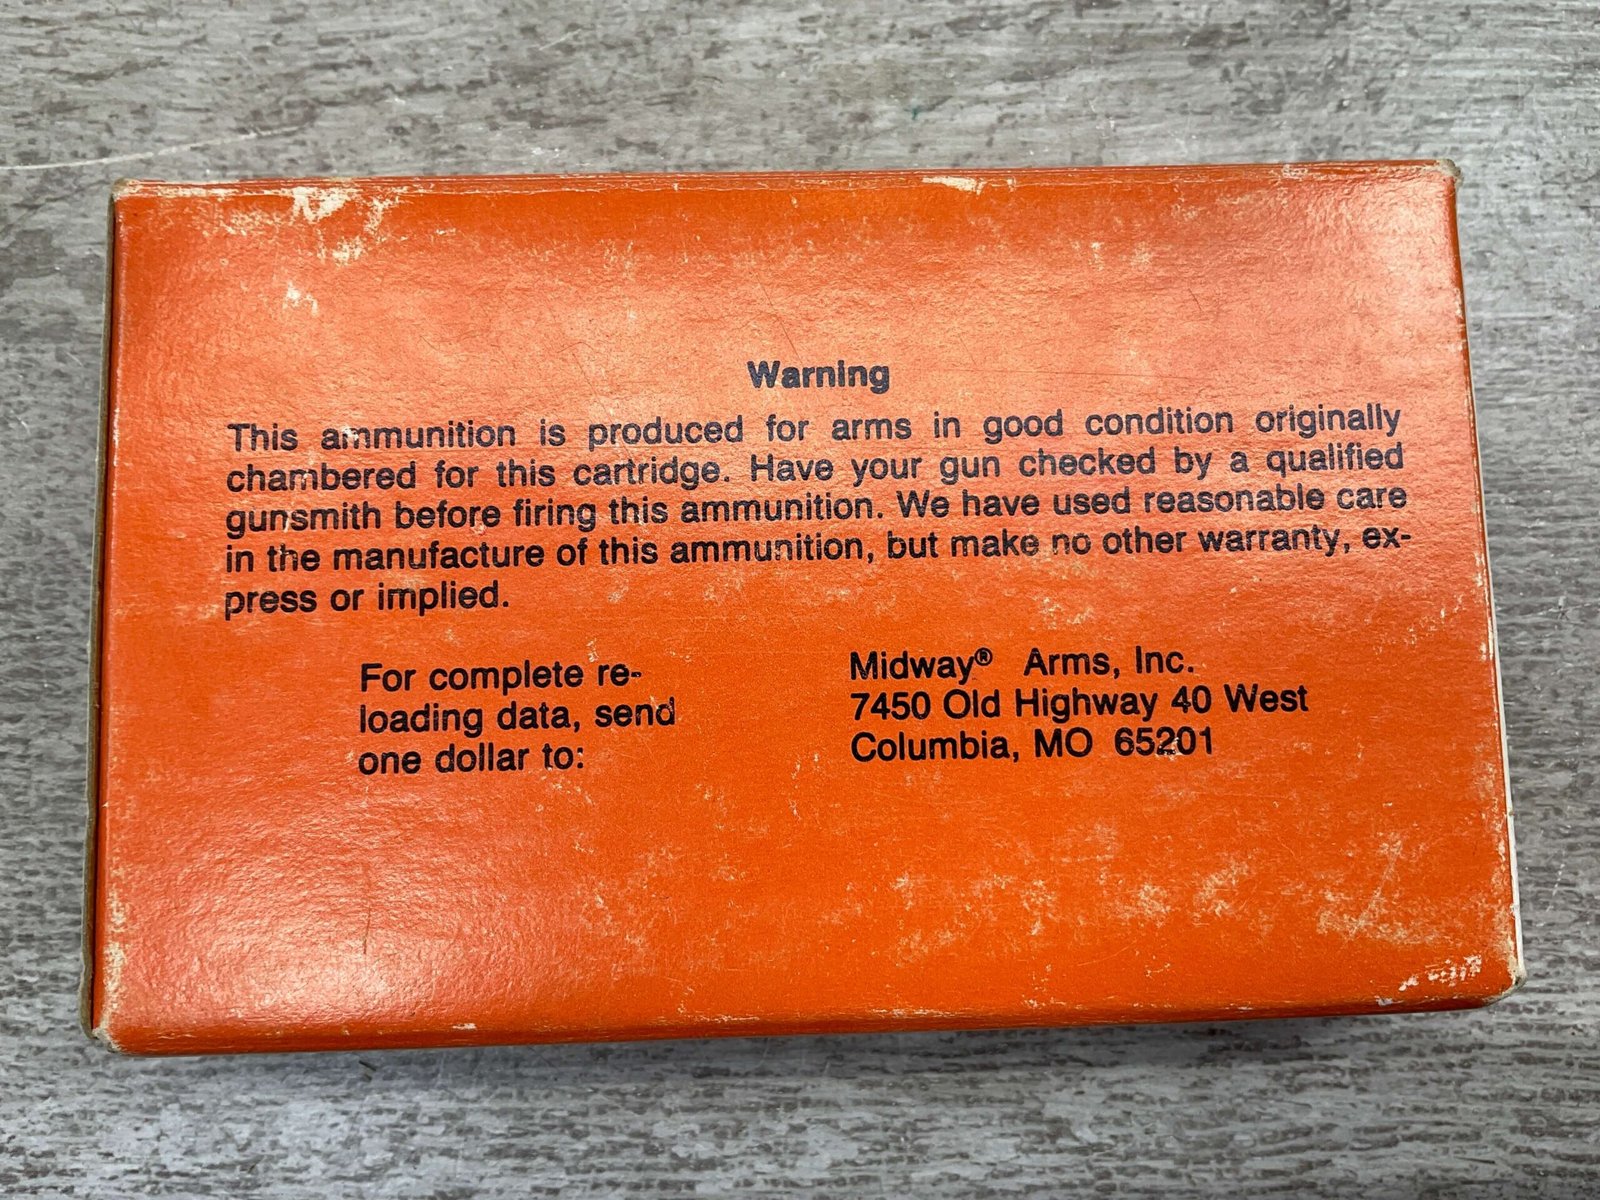 Warning
This ammunition is produced for arms in good condition originally
chambered for this cartridge. Have your gun checked by a qualified
gunsmith before firing this ammunition. We have used reasonable care
in the manufacture of this ammunition, but make no other warranty, ex-
press or implied.
For complete re-
loading data, send
one dollar to:
Midway® Arms, Inc.
7450 Old Highway 40 West
Columbia, MO 65201